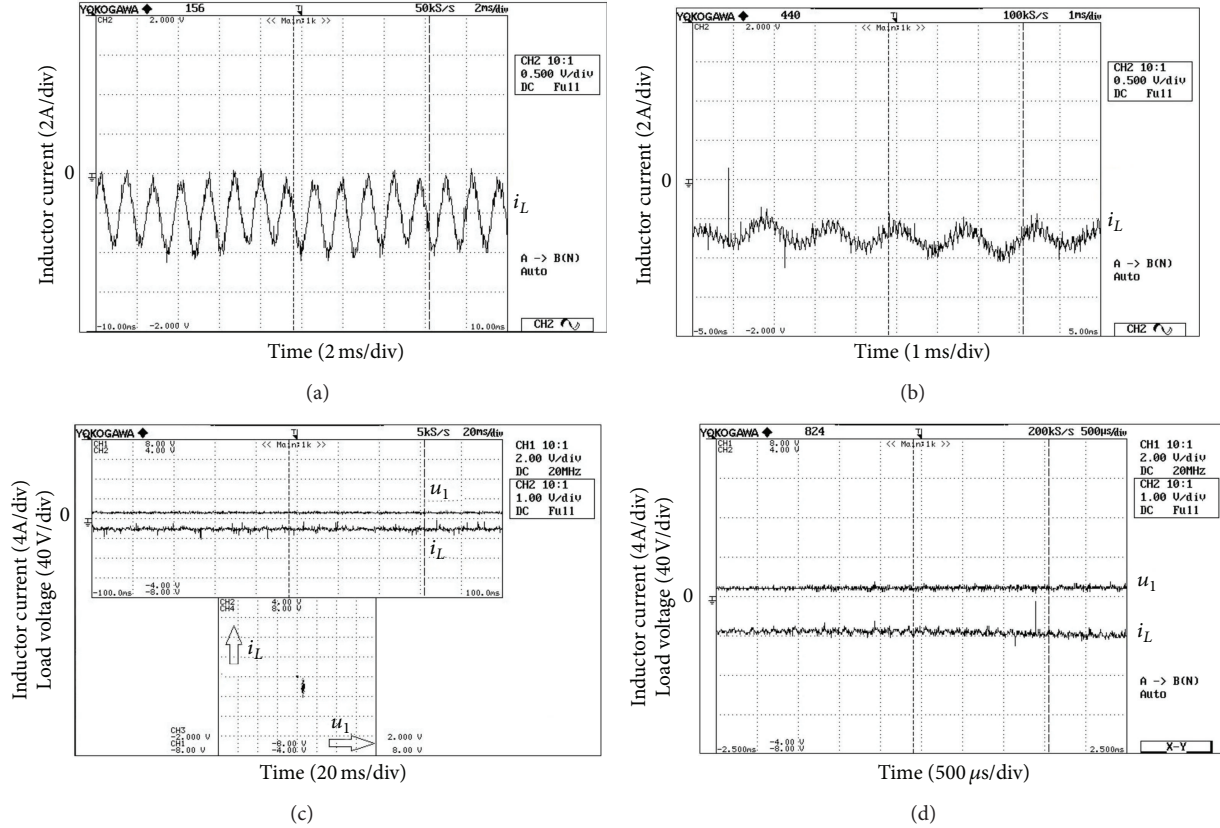 YOKOGAWA ◆ 156 50kS/s 2ms/div
CH2 2.000 V << Main:1k >>
CH2 10:1
0.500 V/div
DC Full
Inductor current (2A/div)
0
i_L
A -> B(N)
Auto
-10.00ms -2.000 V 10.00ms
CH2
Time (2 ms/div)
(a)
YOKOGAWA ◆ 440 100kS/s 1ms/div
CH2 2.000 V << Main:1k >>
CH2 10:1
0.500 V/div
DC Full
Inductor current (2A/div)
0
i_L
A -> B(N)
Auto
-5.00ms -2.000 V 5.00ms
CH2
Time (1 ms/div)
(b)
YOKOGAWA ◆ 5kS/s 20ms/div
CH1 8.00 V << Main:1k >>
CH2 4.00 V
CH1 10:1
2.00 V/div
DC 20MHz
CH2 10:1
1.00 V/div
DC Full
Inductor current (4A/div)
Load voltage (40 V/div)
0
u_1
i_L
-4.00 V
-100.0ms -8.00 V 100.0ms
CH2 4.00 V
CH4 8.00 V
i_L
u_1
CH3
-2.000 V -8.00 V 2.000 V
CH1
-8.00 V -4.00 V 8.00 V
Time (20 ms/div)
(c)
YOKOGAWA ◆ 824 200kS/s 500µs/div
CH1 8.00 V << Main:1k >>
CH2 4.00 V
CH1 10:1
2.00 V/div
DC 20MHz
CH2 10:1
1.00 V/div
DC Full
Inductor current (4A/div)
Load voltage (40 V/div)
0
u_1
i_L
A -> B(N)
Auto
-4.00 V
-2.500ms -8.00 V 2.500ms
X-Y
Time (500 µs/div)
(d)